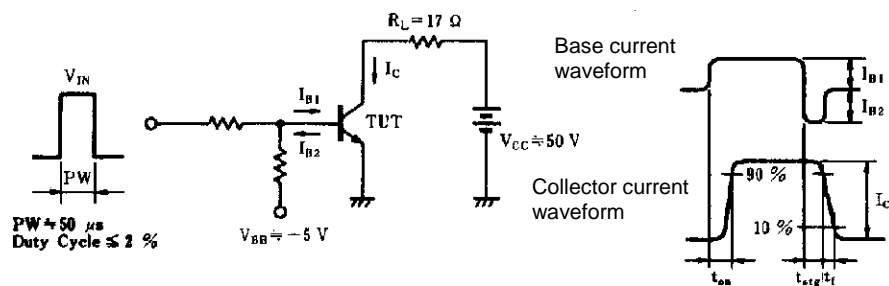 R_L = 17 Ω
V_IN
I_C
I_B1
TUT
I_B2
V_CC ≒ 50 V
PW
PW ≒ 50 μs
Duty Cycle ≦ 2 %
V_BB ≒ −5 V
Base current
waveform
I_B1
I_B2
Collector current
waveform
90 %
10 %
I_C
t_on
t_stg
t_f